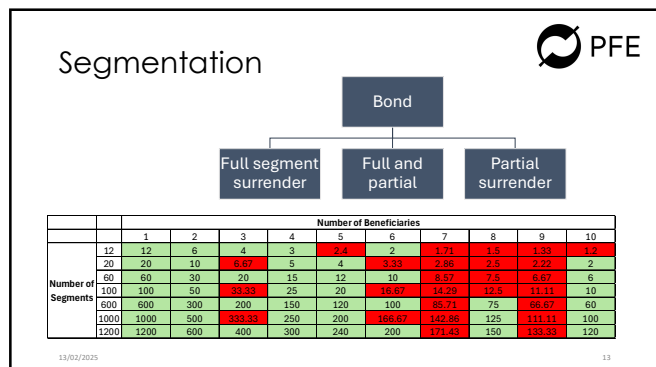 Segmentation
PFE
Bond
Full segment surrender
Full and partial
Partial surrender
Number of Beneficiaries
1 2 3 4 5 6 7 8 9 10
Number of Segments
12 12 6 4 3 2.4 2 1.71 1.5 1.33 1.2
20 20 10 6.67 5 4 3.33 2.86 2.5 2.22 2
60 60 30 20 15 12 10 8.57 7.5 6.67 6
100 100 50 33.33 25 20 16.67 14.29 12.5 11.11 10
600 600 300 200 150 120 100 85.71 75 66.67 60
1000 1000 500 333.33 250 200 166.67 142.86 125 111.11 100
1200 1200 600 400 300 240 200 171.43 150 133.33 120
13/02/2025 13